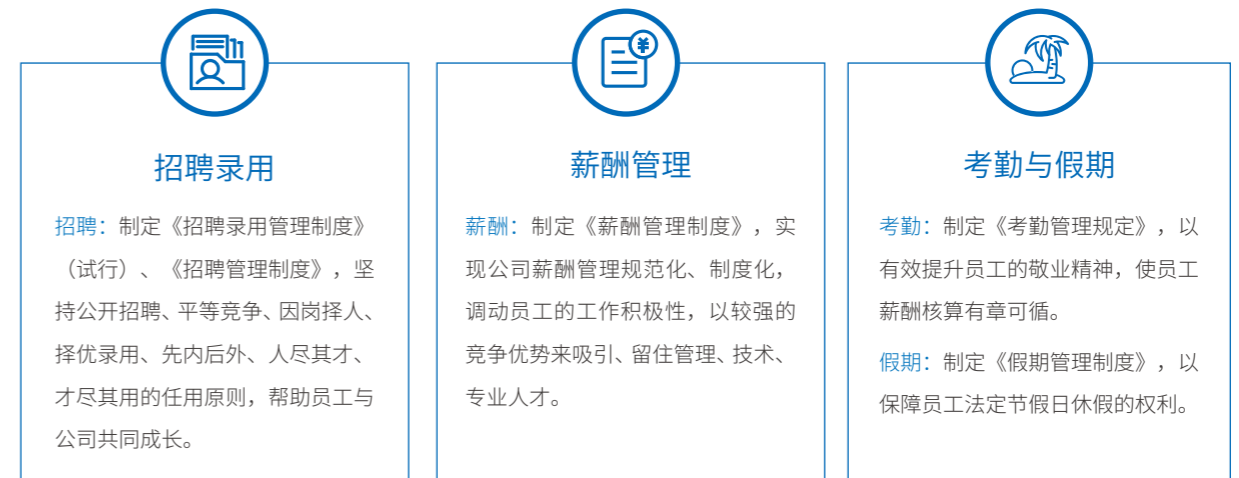 招聘录用
招聘：制定《招聘录用管理制度》
（试行）、《招聘管理制度》，坚
持公开招聘、平等竞争、因岗择人、
择优录用、先内后外、人尽其才、
才尽其用的任用原则，帮助员工与
公司共同成长。
薪酬管理
薪酬：制定《薪酬管理制度》，实
现公司薪酬管理规范化、制度化，
调动员工的工作积极性，以较强的
竞争优势来吸引、留住管理、技术、
专业人才。
考勤与假期
考勤：制定《考勤管理规定》，以
有效提升员工的敬业精神，使员工
薪酬核算有章可循。
假期：制定《假期管理制度》，以
保障员工法定节假日休假的权利。